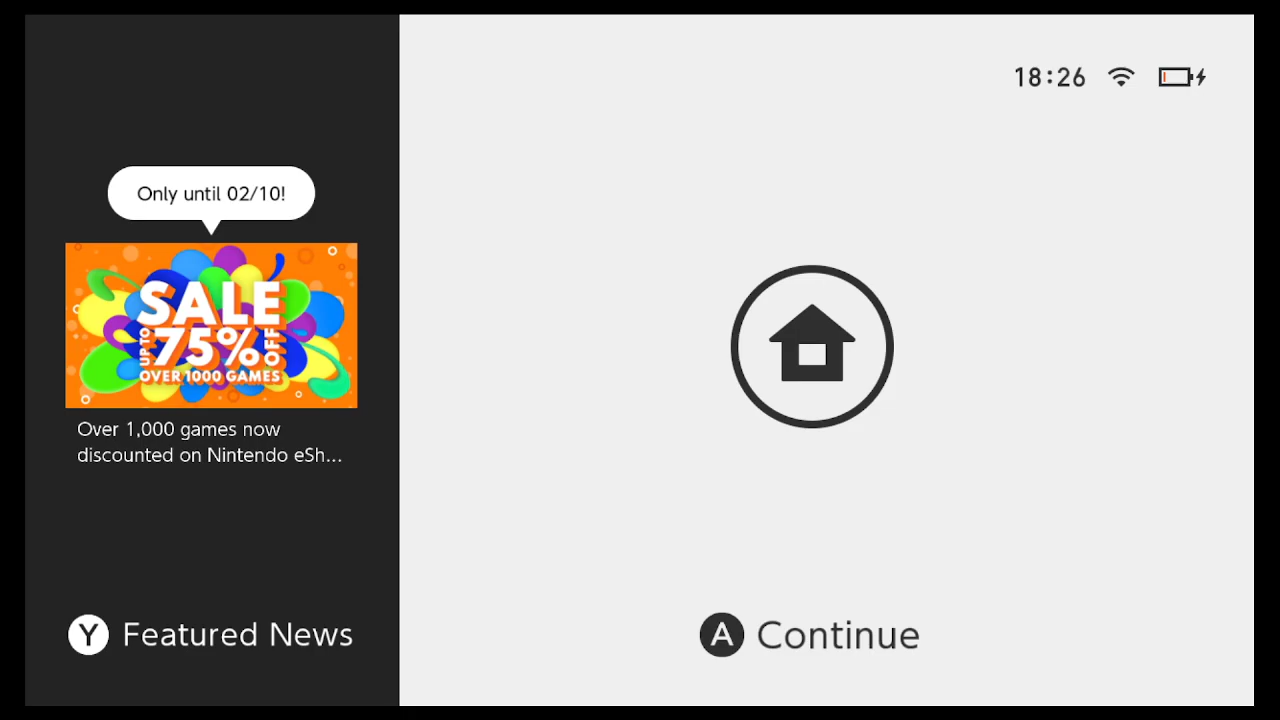 18:26
Only until 02/10!
SALE
UP TO
75%
OFF
OVER 1000 GAMES
Over 1,000 games now
discounted on Nintendo eSh...
Y Featured News
A Continue